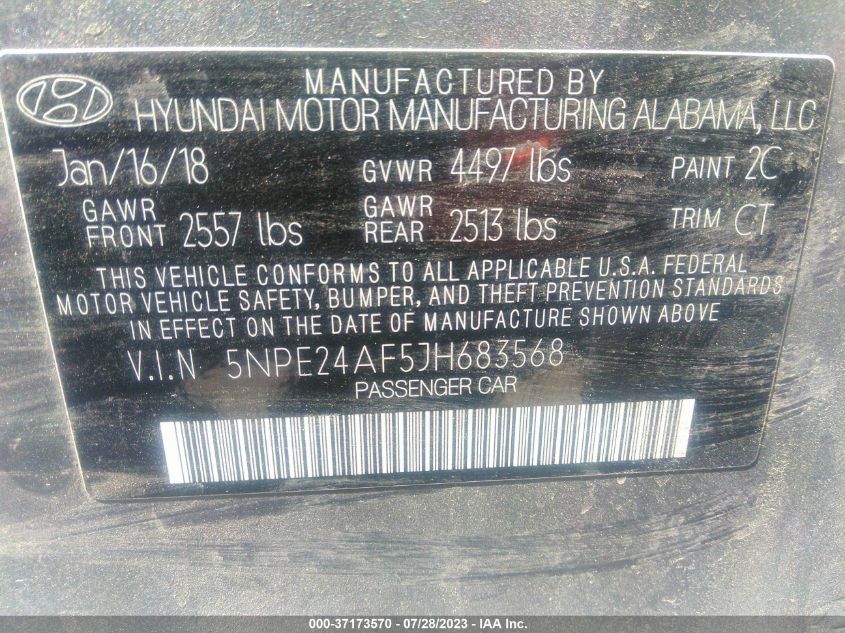 MANUFACTURED BY
HYUNDAI MOTOR MANUFACTURING ALABAMA, LLC
Jan/16/18 GVWR 4497 lbs PAINT 2C
GAWR FRONT 2557 lbs GAWR REAR 2513 lbs TRIM CT
THIS VEHICLE CONFORMS TO ALL APPLICABLE U.S.A. FEDERAL
MOTOR VEHICLE SAFETY, BUMPER, AND THEFT PREVENTION STANDARDS
IN EFFECT ON THE DATE OF MANUFACTURE SHOWN ABOVE
V.I.N 5NPE24AF5JH683568
PASSENGER CAR
000-37173570 / 07/28/2023 - IAA Inc.